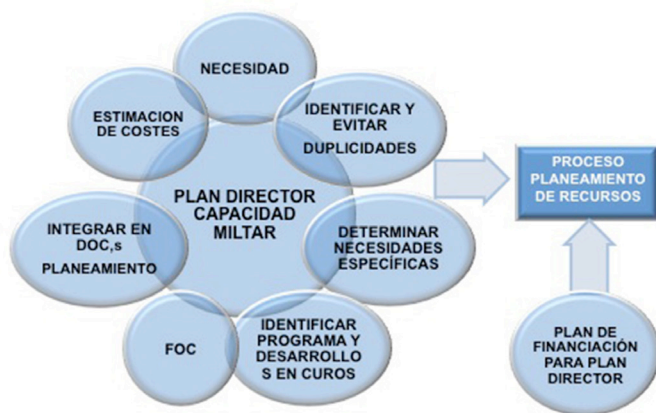 NECESIDAD
IDENTIFICAR Y
EVITAR
DUPLICIDADES
ESTIMACION
DE COSTES
PLAN DIRECTOR
CAPACIDAD
MILTAR
PROCESO
PLANEAMIENTO
DE RECURSOS
INTEGRAR EN
DOC,s
PLANEAMIENTO
DETERMINAR
NECESIDADES
ESPECÍFICAS
FOC
IDENTIFICAR
PROGRAMA Y
DESARROLLO
S EN CUROS
PLAN DE
FINANCIACIÓN
PARA PLAN
DIRECTOR